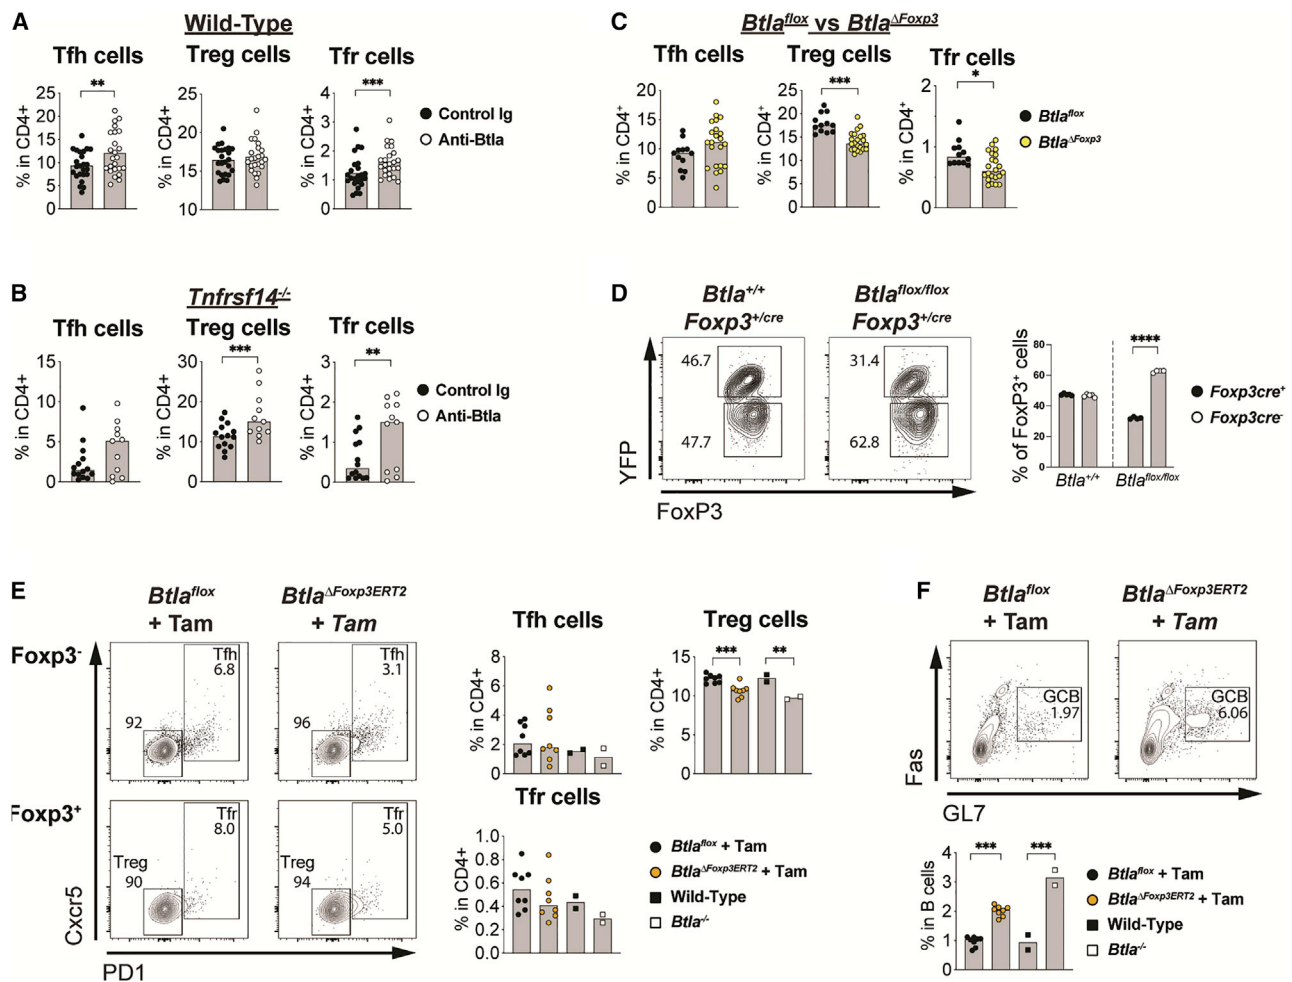 A
Wild-Type
Tfh cells
Treg cells
Tfr cells
**
***
% in CD4+
25
20
15
10
5
0
% in CD4+
25
20
15
10
% in CD4+
4
3
2
1
0
Control Ig
Anti-Btla
B
Tnfrsf14-/-
Tfh cells
Treg cells
Tfr cells
***
**
% in CD4+
15
10
5
0
% in CD4+
30
20
10
0
% in CD4+
3
2
1
0
Control Ig
Anti-Btla
C
Btlaflox vs BtlaΔFoxp3
Tfh cells
Treg cells
Tfr cells
***
*
% in CD4+
20
15
10
5
0
% in CD4+
25
20
15
10
5
0
% in CD4+
2
1
0
Btlaflox
BtlaΔFoxp3
D
Btla+/+
Foxp3+/cre
Btlaflox/flox
Foxp3+/cre
46.7
47.7
31.4
62.8
YFP
FoxP3
% of FoxP3+ cells
80
60
40
20
0
****
Btla+/+
Btlaflox/flox
Foxp3cre+
Foxp3cre-
E
Btlaflox
+ Tam
BtlaΔFoxp3ERT2
+ Tam
Foxp3-
Tfh
6.8
92
Tfh
3.1
96
Foxp3+
Tfr
8.0
Treg
90
Tfr
5.0
Treg
94
Cxcr5
PD1
Tfh cells
% in CD4+
8
6
4
2
0
Treg cells
*** **
% in CD4+
15
10
5
0
Tfr cells
% in CD4+
1.0
0.8
0.6
0.4
0.2
0.0
Btlaflox + Tam
BtlaΔFoxp3ERT2 + Tam
Wild-Type
Btla-/-
F
Btlaflox
+ Tam
BtlaΔFoxp3ERT2
+ Tam
GCB
1.97
GCB
6.06
Fas
GL7
*** ***
% in B cells
4
3
2
1
0
Btlaflox + Tam
BtlaΔFoxp3ERT2 + Tam
Wild-Type
Btla-/-